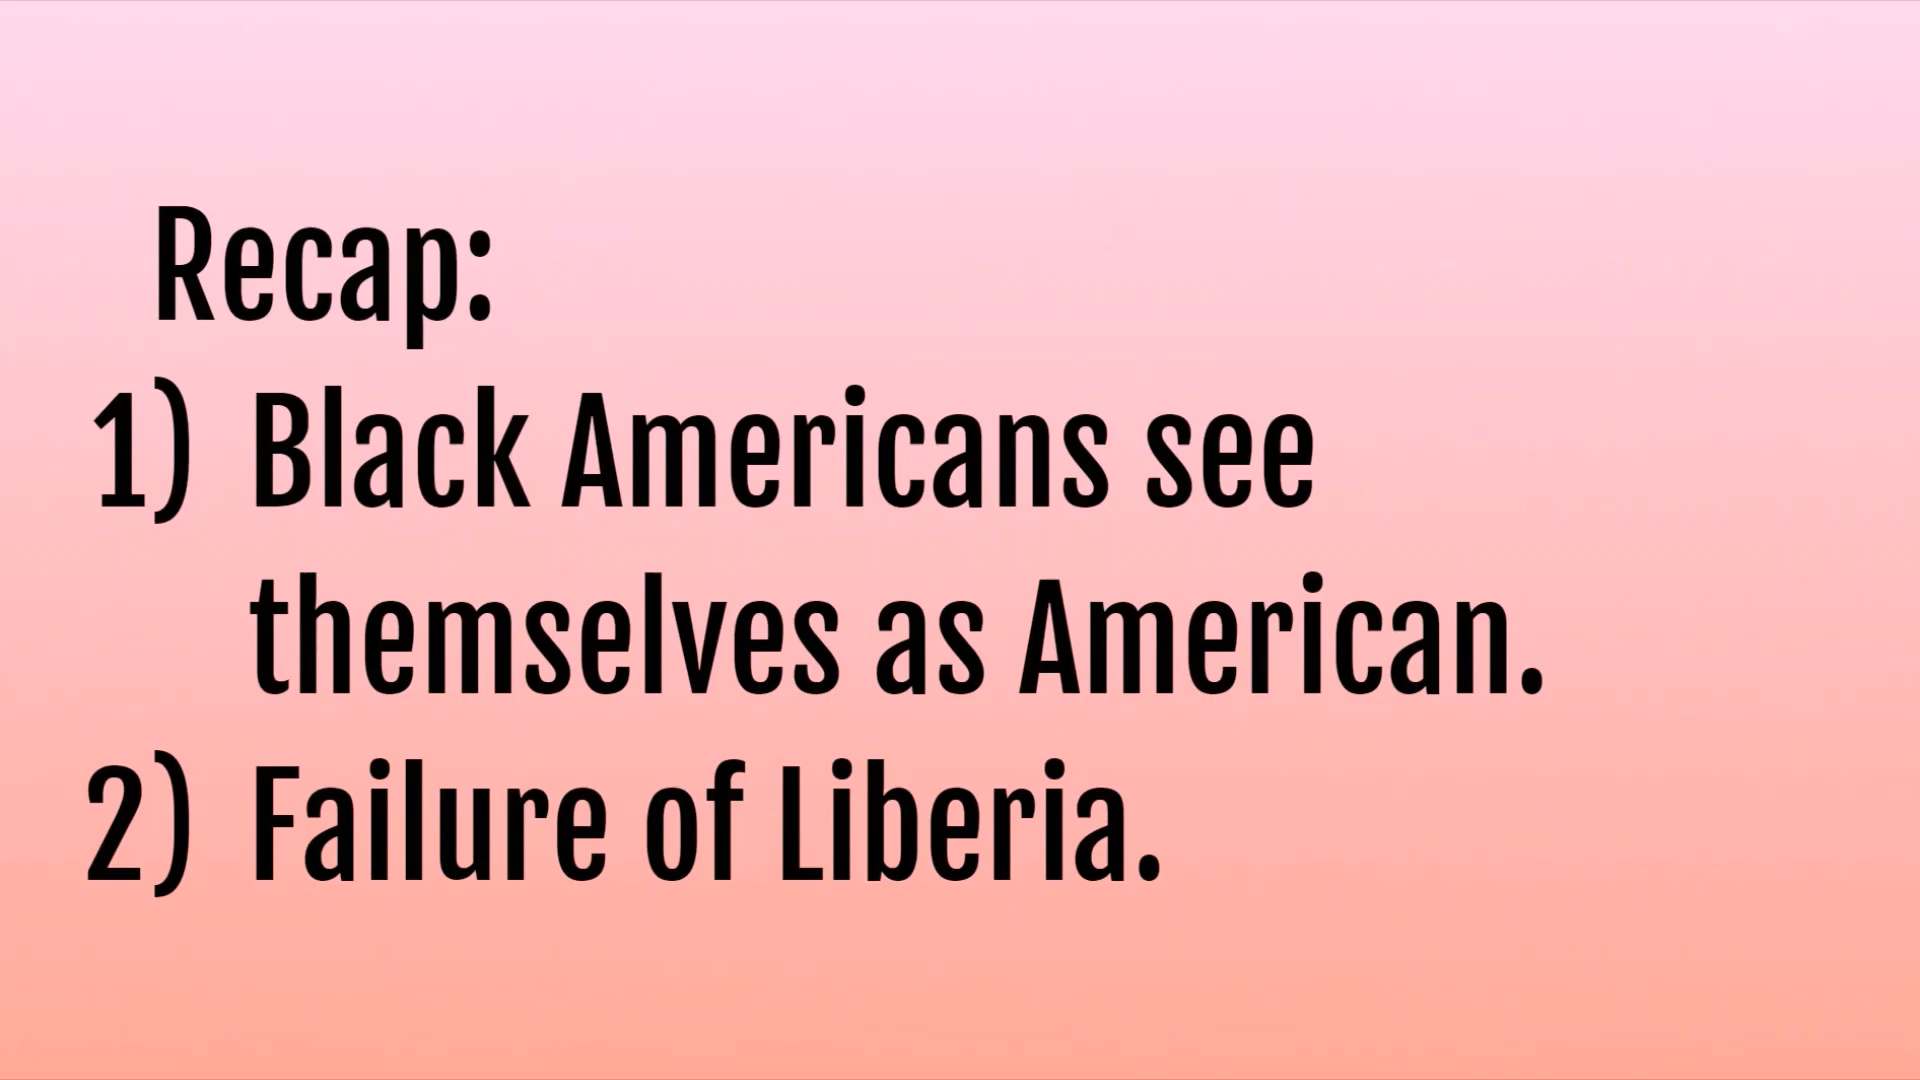 Recap:
1) Black Americans see
themselves as American.
2) Failure of Liberia.